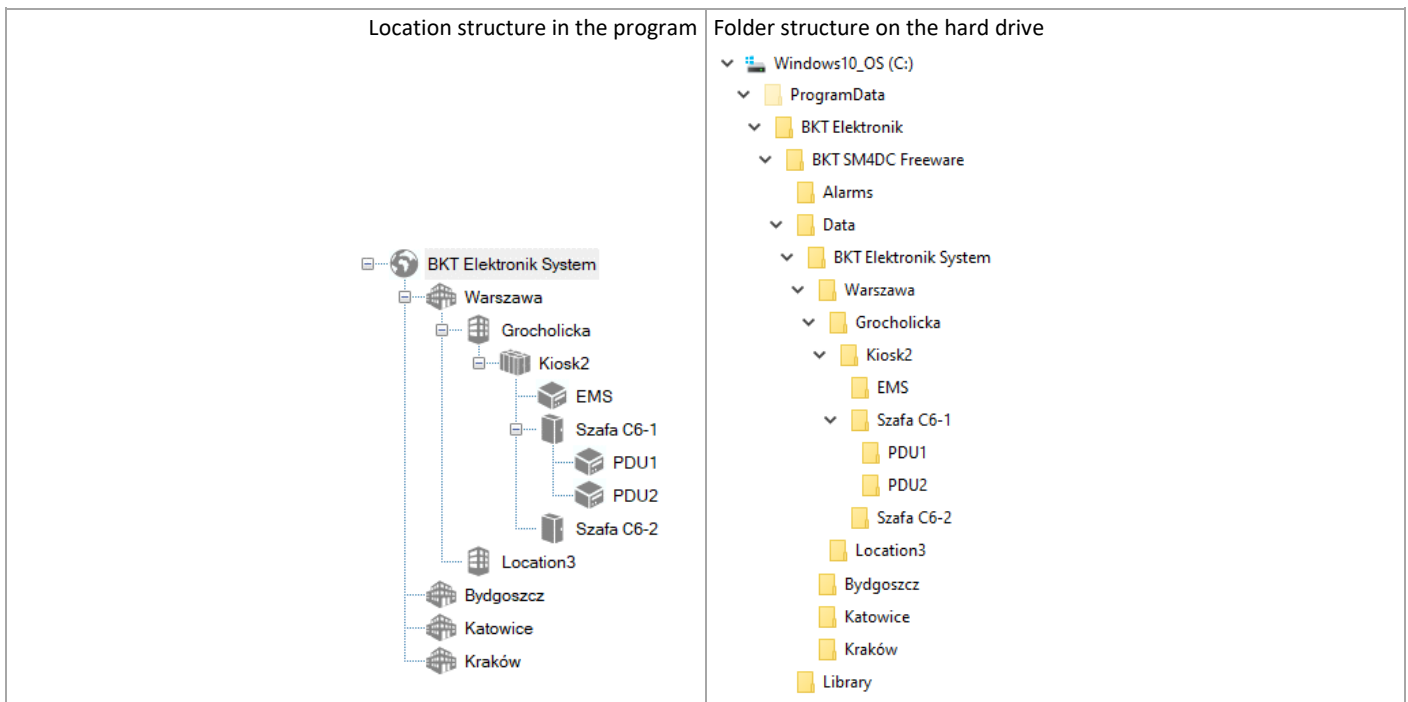 Location structure in the program
BKT Elektronik System
Warszawa
Grocholicka
Kiosk2
EMS
Szafa C6-1
PDU1
PDU2
Szafa C6-2
Location3
Bydgoszcz
Katowice
Kraków
Folder structure on the hard drive
Windows10_OS (C:)
ProgramData
BKT Elektronik
BKT SM4DC Freeware
Alarms
Data
BKT Elektronik System
Warszawa
Grocholicka
Kiosk2
EMS
Szafa C6-1
PDU1
PDU2
Szafa C6-2
Location3
Bydgoszcz
Katowice
Kraków
Library